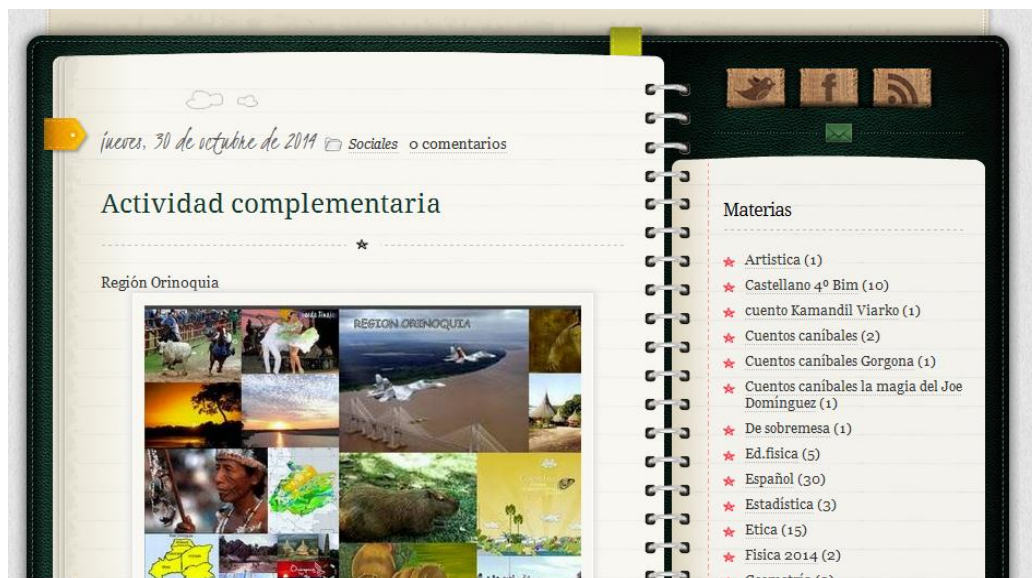 jueves, 30 de octubre de 2014 Sociales 0 comentarios
Actividad complementaria
Región Orinoquia
REGION ORINOQUIA
Materias
Artistica (1)
Castellano 4º Bim (10)
cuento Kamandil Viarko (1)
Cuentos caníbales (2)
Cuentos caníbales Gorgona (1)
Cuentos caníbales la magia del Joe
Domínguez (1)
De sobremesa (1)
Ed.fisica (5)
Español (30)
Estadística (3)
Etica (15)
Fisica 2014 (2)